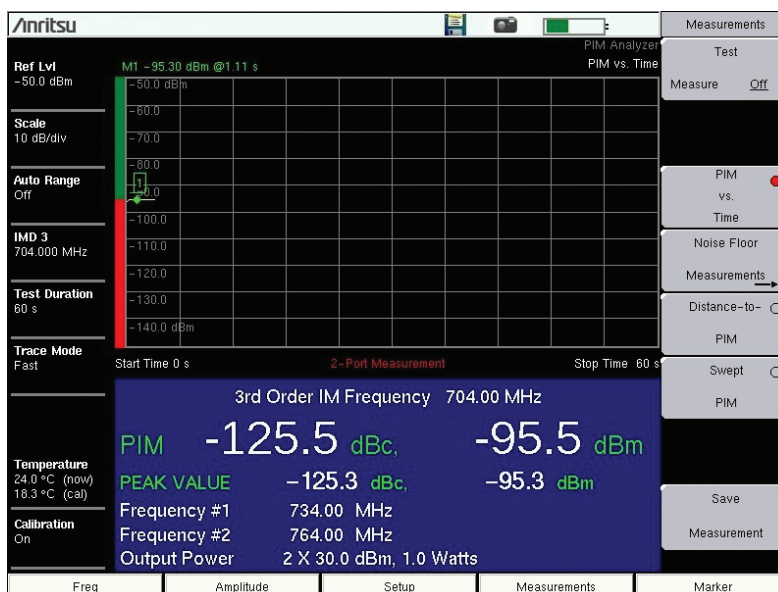 Anritsu
Measurements
PIM Analyzer
PIM vs. Time
M1 -95.30 dBm @1.11 s
Ref Lvl
-50.0 dBm
Scale
10 dB/div
Auto Range
Off
IMD 3
704.000 MHz
Test Duration
60 s
Trace Mode
Fast
Temperature
24.0 °C (now)
18.3 °C (cal)
Calibration
On
-50.0 dBm
-60.0
-70.0
-80.0
1
-90.0
-100.0
-110.0
-120.0
-130.0
-140.0 dBm
Start Time 0 s
2-Port Measurement
Stop Time 60 s
3rd Order IM Frequency 704.00 MHz
PIM -125.5 dBc, -95.5 dBm
PEAK VALUE -125.3 dBc, -95.3 dBm
Frequency #1 734.00 MHz
Frequency #2 764.00 MHz
Output Power 2 X 30.0 dBm, 1.0 Watts
Test
Measure Off
PIM
vs.
Time
Noise Floor
Measurements
Distance-to-
PIM
Swept
PIM
Save
Measurement
Freq
Amplitude
Setup
Measurements
Marker